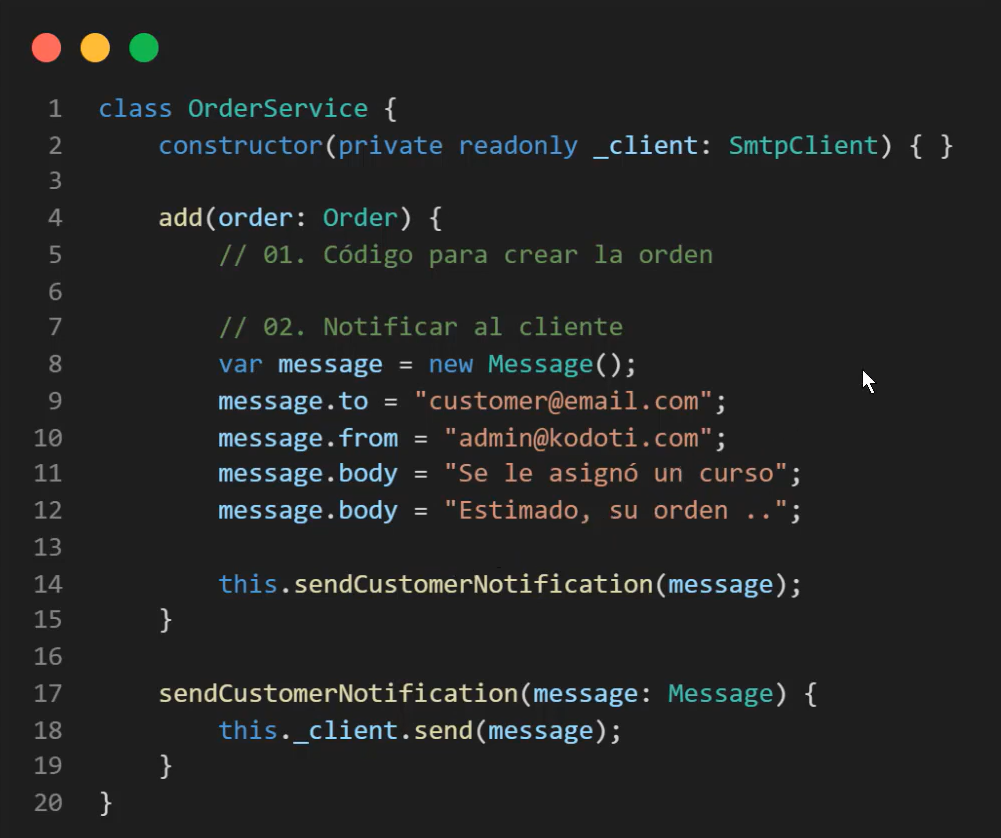 1 class OrderService {
2 constructor(private readonly _client: SmtpClient) { }
3
4 add(order: Order) {
5 // 01. Código para crear la orden
6
7 // 02. Notificar al cliente
8 var message = new Message();
9 message.to = "customer@email.com";
10 message.from = "admin@kodoti.com";
11 message.body = "Se le asignó un curso";
12 message.body = "Estimado, su orden ..";
13
14 this.sendCustomerNotification(message);
15 }
16
17 sendCustomerNotification(message: Message) {
18 this._client.send(message);
19 }
20 }